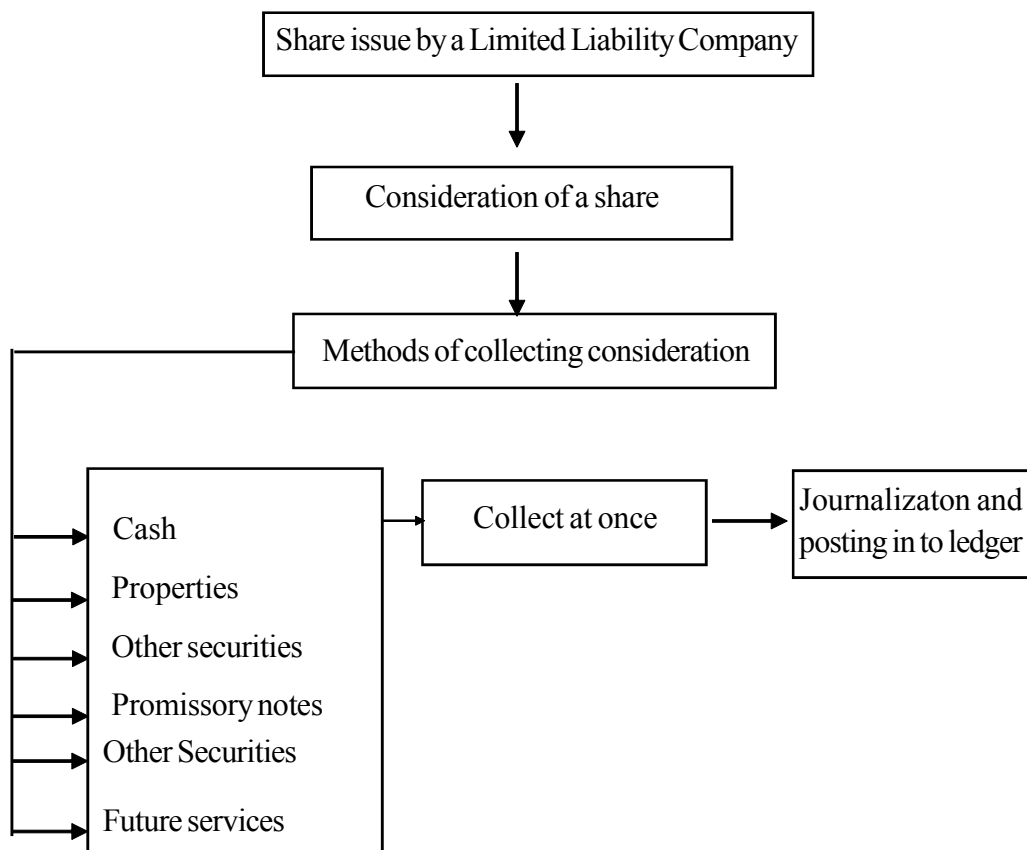 Share issue by a Limited Liability Company
Consideration of a share
Methods of collecting consideration
Cash
Properties
Other securities
Promissory notes
Other Securities
Future services
Collect at once
Journalizaton and
posting in to ledger